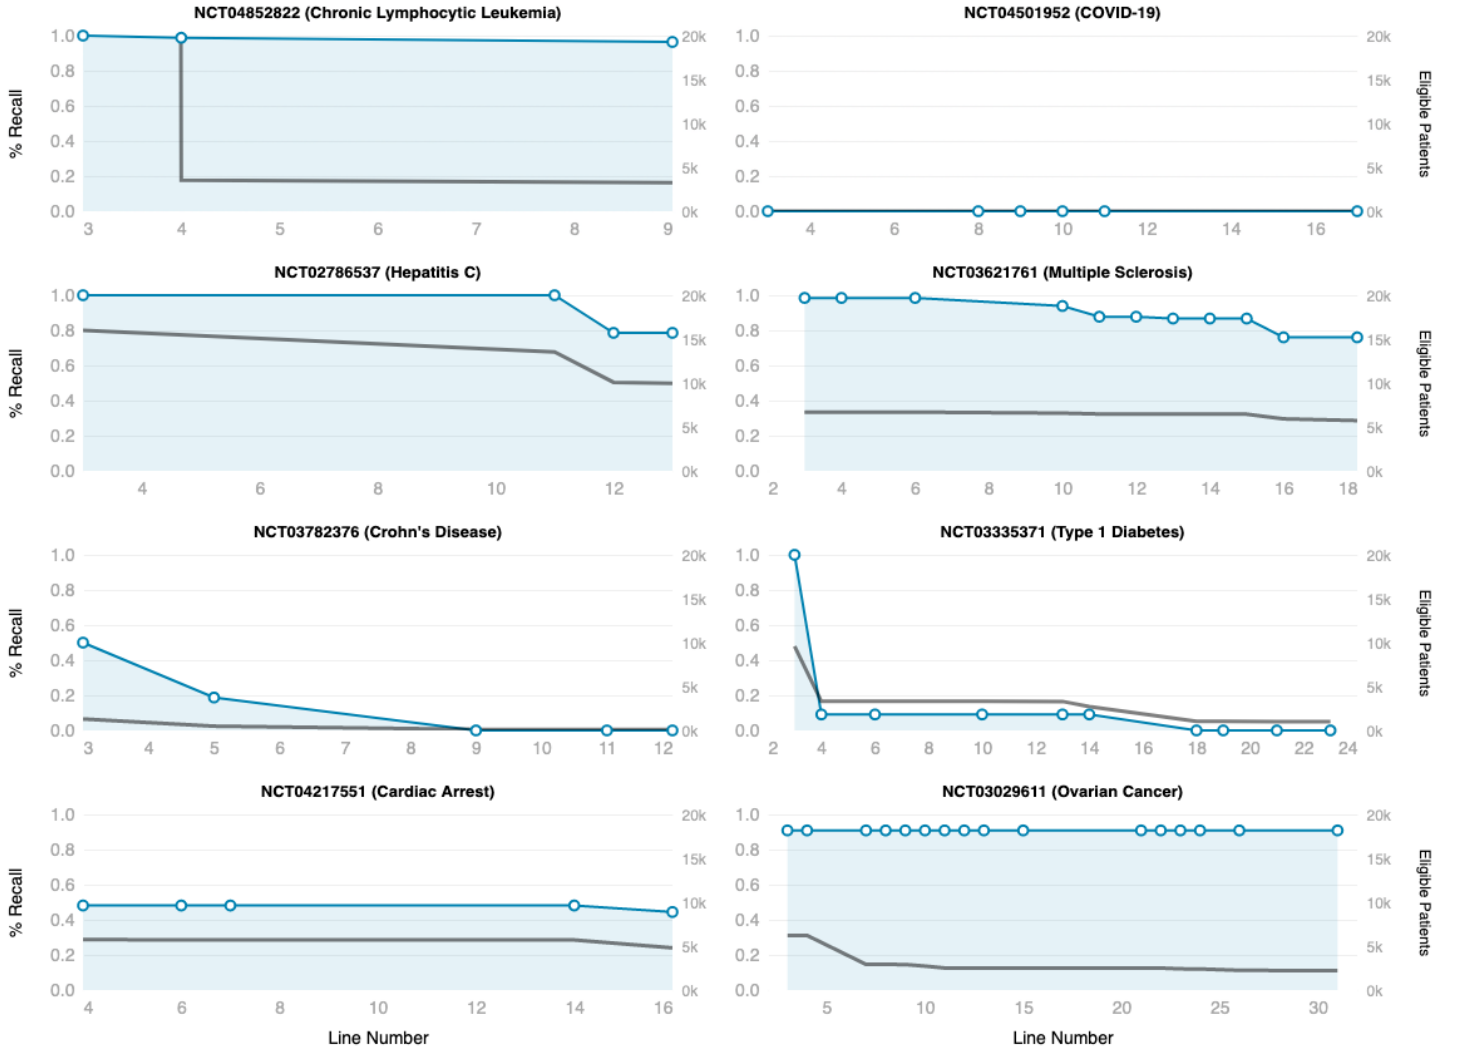 NCT04852822 (Chronic Lymphocytic Leukemia)
% Recall
1.0
0.8
0.6
0.4
0.2
0.0
20k
15k
10k
5k
0k
3 4 5 6 7 8 9
NCT04501952 (COVID-19)
1.0
0.8
0.6
0.4
0.2
0.0
20k
15k
10k
5k
0k
Eligible Patients
4 6 8 10 12 14 16
NCT02786537 (Hepatitis C)
% Recall
1.0
0.8
0.6
0.4
0.2
0.0
20k
15k
10k
5k
0k
4 6 8 10 12
NCT03621761 (Multiple Sclerosis)
1.0
0.8
0.6
0.4
0.2
0.0
20k
15k
10k
5k
0k
Eligible Patients
2 4 6 8 10 12 14 16 18
NCT03782376 (Crohn's Disease)
% Recall
1.0
0.8
0.6
0.4
0.2
0.0
20k
15k
10k
5k
0k
3 4 5 6 7 8 9 10 11 12
NCT03335371 (Type 1 Diabetes)
1.0
0.8
0.6
0.4
0.2
0.0
20k
15k
10k
5k
0k
Eligible Patients
2 4 6 8 10 12 14 16 18 20 22 24
NCT04217551 (Cardiac Arrest)
% Recall
1.0
0.8
0.6
0.4
0.2
0.0
20k
15k
10k
5k
0k
4 6 8 10 12 14 16
Line Number
NCT03029611 (Ovarian Cancer)
1.0
0.8
0.6
0.4
0.2
0.0
20k
15k
10k
5k
0k
Eligible Patients
5 10 15 20 25 30
Line Number